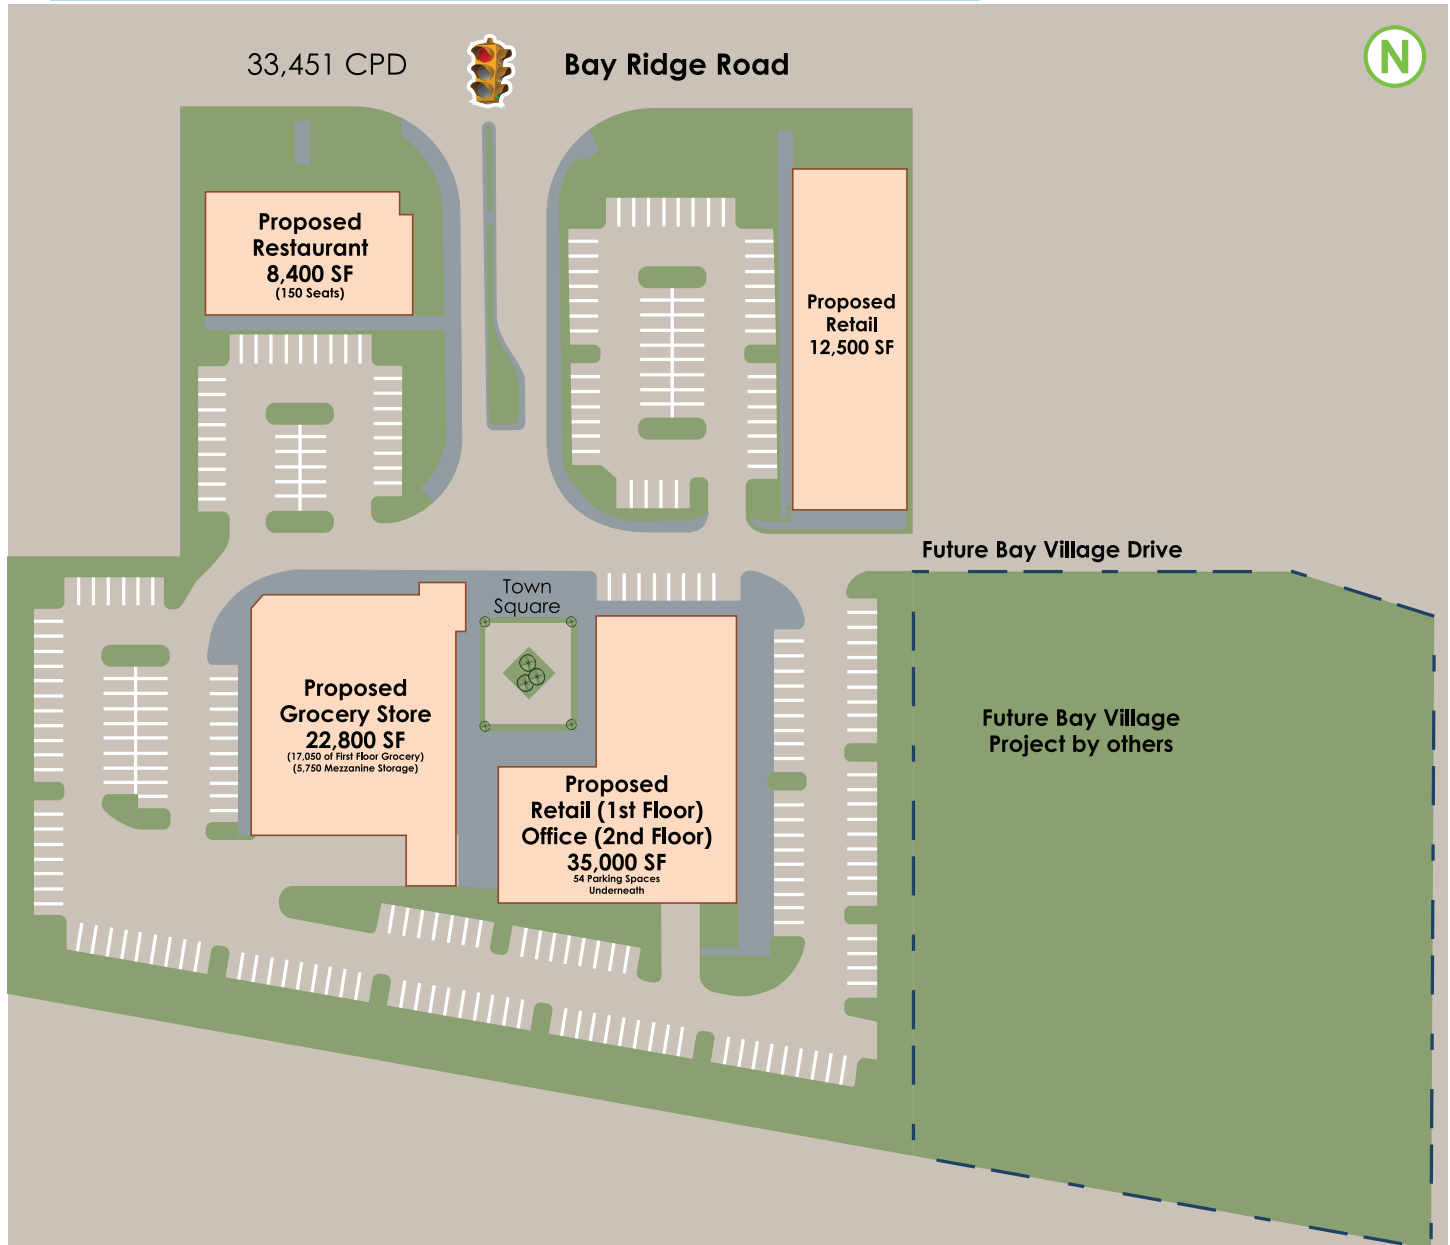 33,451 CPD
Bay Ridge Road
N
Proposed
Restaurant
8,400 SF
(150 Seats)
Proposed
Retail
12,500 SF
Future Bay Village Drive
Town
Square
Proposed
Grocery Store
22,800 SF
(17,050 of First Floor Grocery)
(5,750 Mezzanine Storage)
Future Bay Village
Project by others
Proposed
Retail (1st Floor)
Office (2nd Floor)
35,000 SF
54 Parking Spaces
Underneath